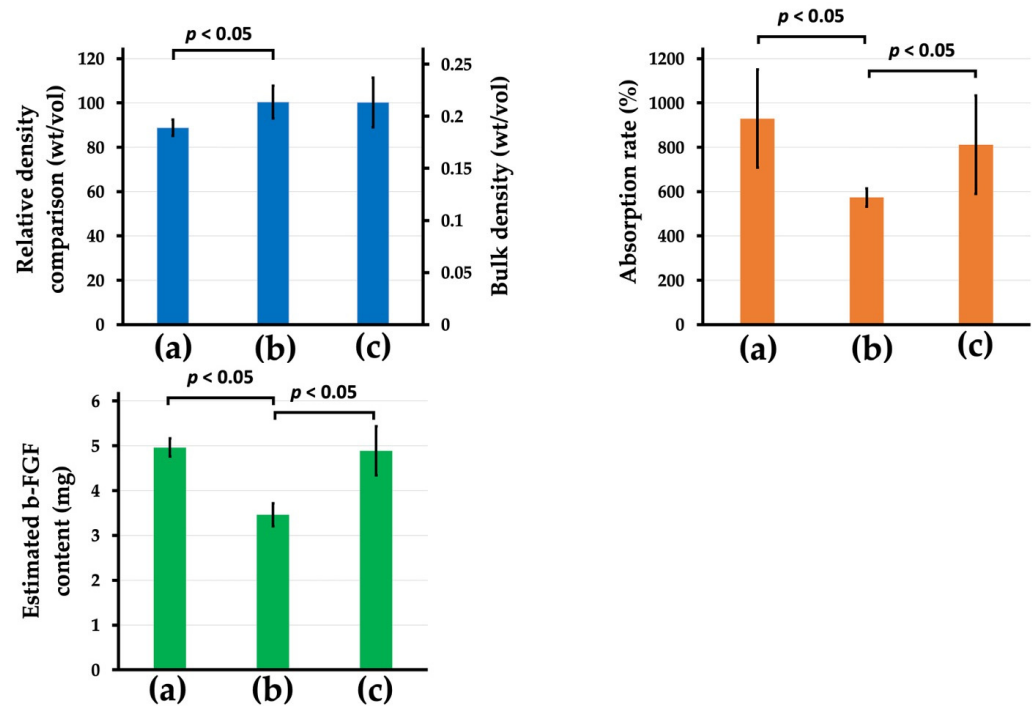 p < 0.05
120
100
80
60
40
20
0
Relative density
comparison (wt/vol)
0.25
0.2
0.15
0.1
0.05
0
Bulk density (wt/vol)
(a) (b) (c)
p < 0.05
p < 0.05
1200
1000
800
600
400
200
0
Absorption rate (%)
(a) (b) (c)
p < 0.05
p < 0.05
6
5
4
3
2
1
0
Estimated b-FGF
content (mg)
(a) (b) (c)